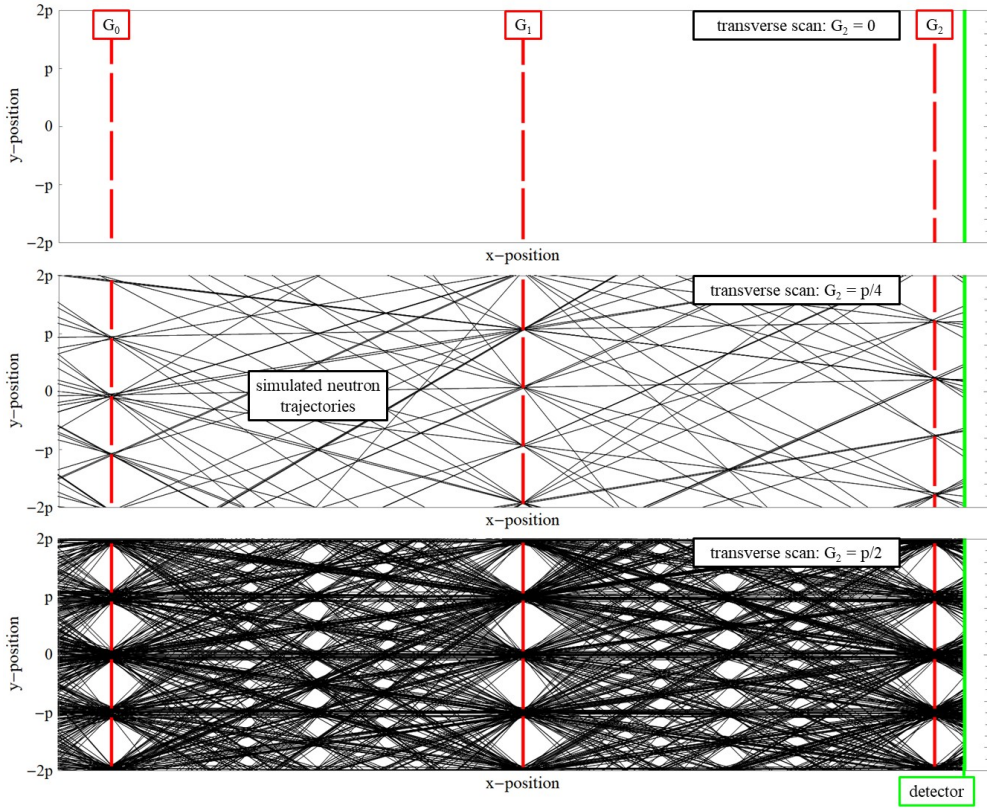 2p
G₀
G₁
transverse scan: G₂ = 0
G₂
p
0
−p
−2p
y−position
x−position
2p
transverse scan: G₂ = p/4
p
0
−p
−2p
y−position
simulated neutron
trajectories
x−position
2p
transverse scan: G₂ = p/2
p
0
−p
−2p
y−position
x−position
detector